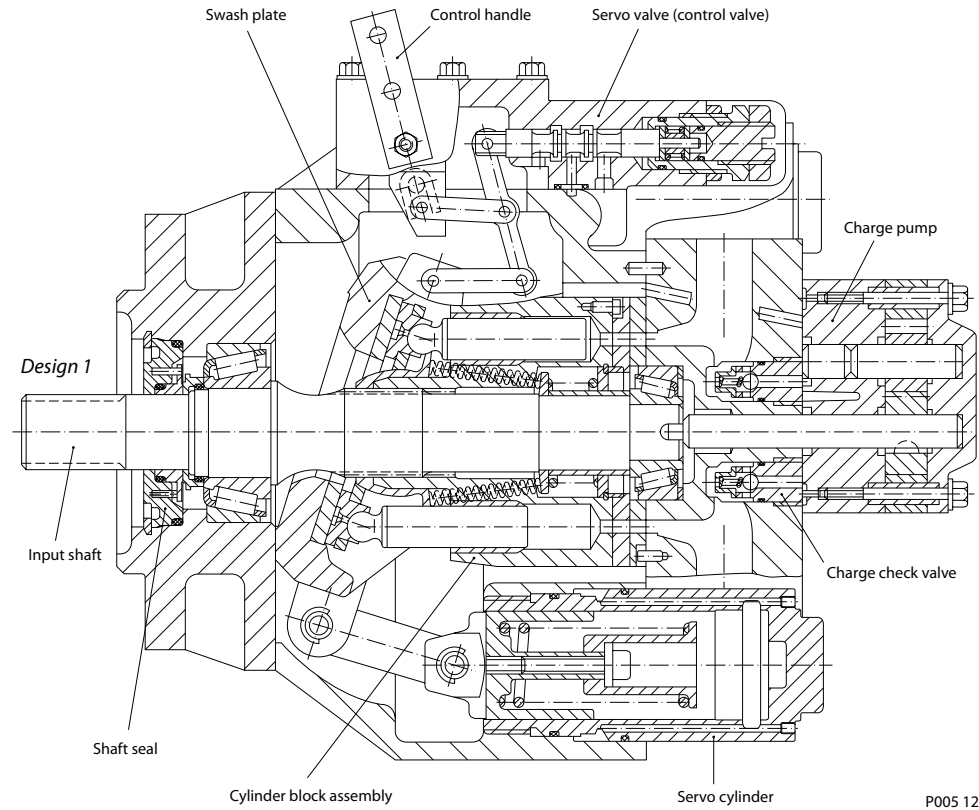 Swash plate
Control handle
Servo valve (control valve)
Charge pump
Design 1
Input shaft
Charge check valve
Shaft seal
Cylinder block assembly
Servo cylinder
P005 12